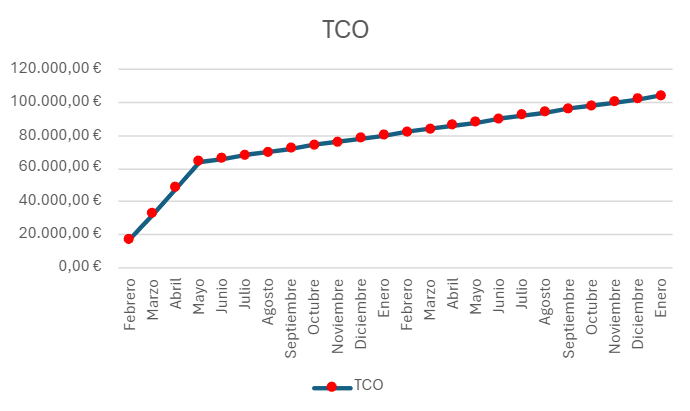 TCO
120.000,00 €
100.000,00 €
80.000,00 €
60.000,00 €
40.000,00 €
20.000,00 €
0,00 €
Febrero
Marzo
Abril
Mayo
Junio
Julio
Agosto
Septiembre
Octubre
Noviembre
Diciembre
Enero
Febrero
Marzo
Abril
Mayo
Junio
Julio
Agosto
Septiembre
Octubre
Noviembre
Diciembre
Enero
TCO